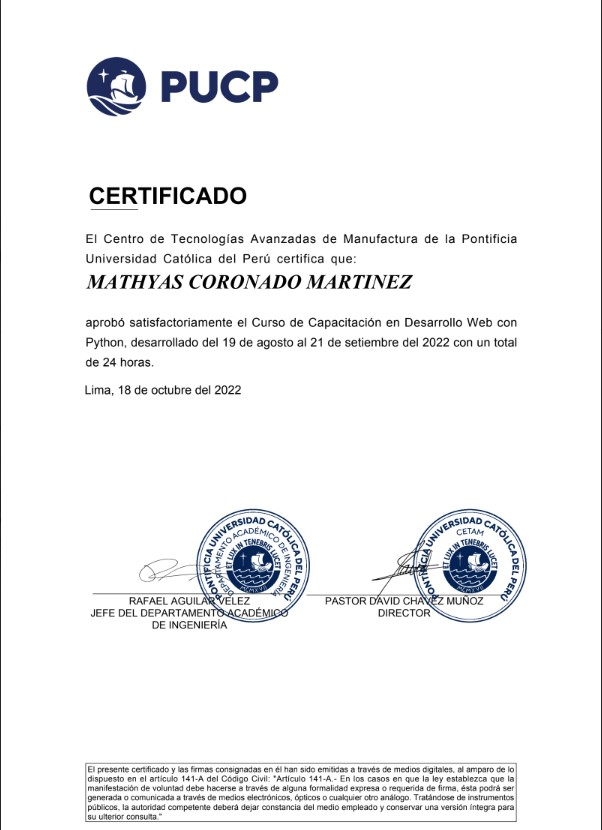 PUCP
CERTIFICADO
El Centro de Tecnologías Avanzadas de Manufactura de la Pontificia
Universidad Católica del Perú certifica que:
MATHYAS CORONADO MARTINEZ
aprobó satisfactoriamente el Curso de Capacitación en Desarrollo Web con
Python, desarrollado del 19 de agosto al 21 de setiembre del 2022 con un total
de 24 horas.
Lima, 18 de octubre del 2022
PONTIFICIA UNIVERSIDAD CATÓLICA DEL PERÚ
DEPARTAMENTO ACADÉMICO DE INGENIERÍA
ET LUX IN TENEBRIS LUCET
RAFAEL AGUILAR VÉLEZ
JEFE DEL DEPARTAMENTO ACADÉMICO
DE INGENIERÍA
PONTIFICIA UNIVERSIDAD CATÓLICA DEL PERÚ
CETAM
ET LUX IN TENEBRIS LUCET
PASTOR DAVID CHÁVEZ MUÑOZ
DIRECTOR
El presente certificado y las firmas consignadas en él han sido emitidas a través de medios digitales, al amparo de lo
dispuesto en el artículo 141-A del Código Civil: "Artículo 141-A.- En los casos en que la ley establezca que la
manifestación de voluntad debe hacerse a través de alguna formalidad expresa o requerida de firma, ésta podrá ser
generada o comunicada a través de medios electrónicos, ópticos o cualquier otro análogo. Tratándose de instrumentos
públicos, la autoridad competente deberá dejar constancia del medio empleado y conservar una versión íntegra para
su ulterior consulta."